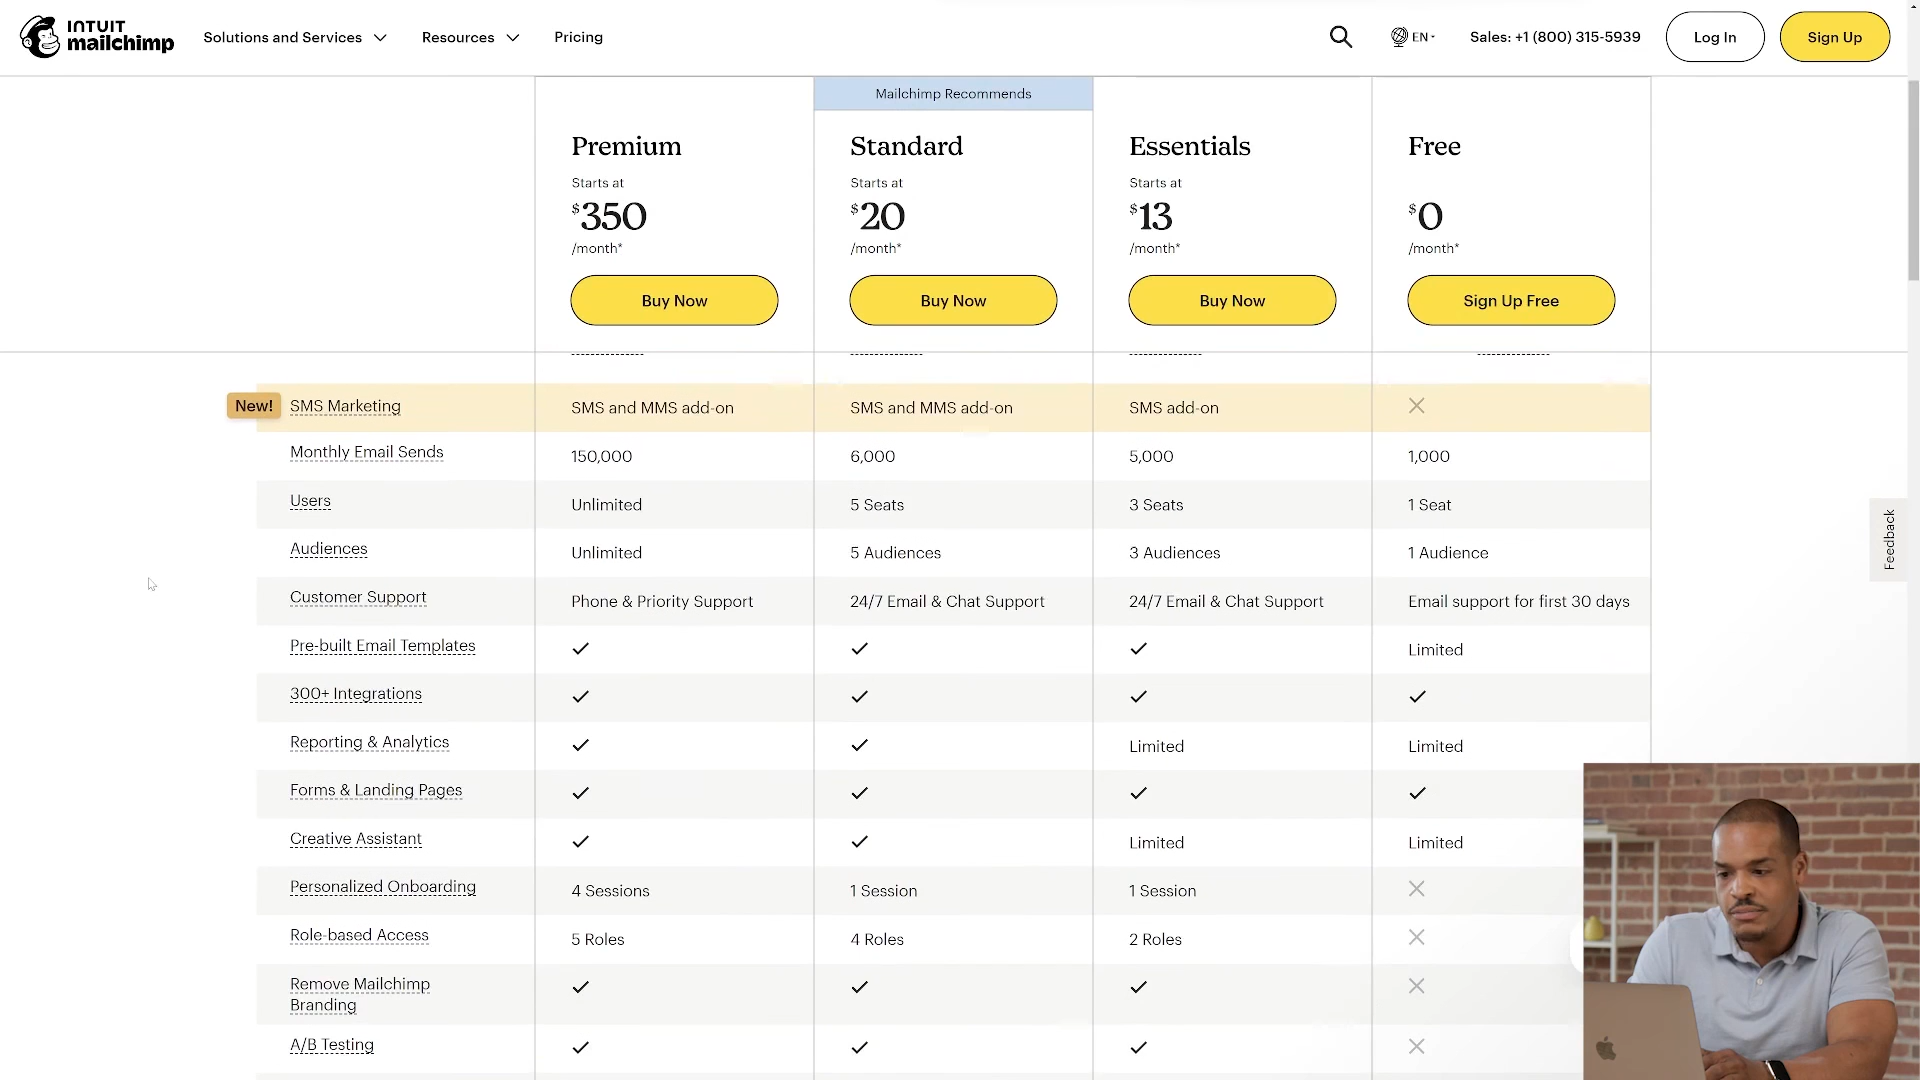 INTUIT
mailchimp
Solutions and Services
Resources
Pricing
EN
Sales: +1 (800) 315-5939
Log In
Sign Up
Mailchimp Recommends
Premium
Standard
Essentials
Free
Starts at
Starts at
Starts at
$350
$20
$13
$0
/month*
/month*
/month*
/month*
Buy Now
Buy Now
Buy Now
Sign Up Free
New!
SMS Marketing
SMS and MMS add-on
SMS and MMS add-on
SMS add-on
Monthly Email Sends
150,000
6,000
5,000
1,000
Users
Unlimited
5 Seats
3 Seats
1 Seat
Audiences
Unlimited
5 Audiences
3 Audiences
1 Audience
Customer Support
Phone & Priority Support
24/7 Email & Chat Support
24/7 Email & Chat Support
Email support for first 30 days
Pre-built Email Templates
Limited
300+ Integrations
Reporting & Analytics
Limited
Limited
Forms & Landing Pages
Creative Assistant
Limited
Limited
Personalized Onboarding
4 Sessions
1 Session
1 Session
Role-based Access
5 Roles
4 Roles
2 Roles
Remove Mailchimp
Branding
A/B Testing
Feedback